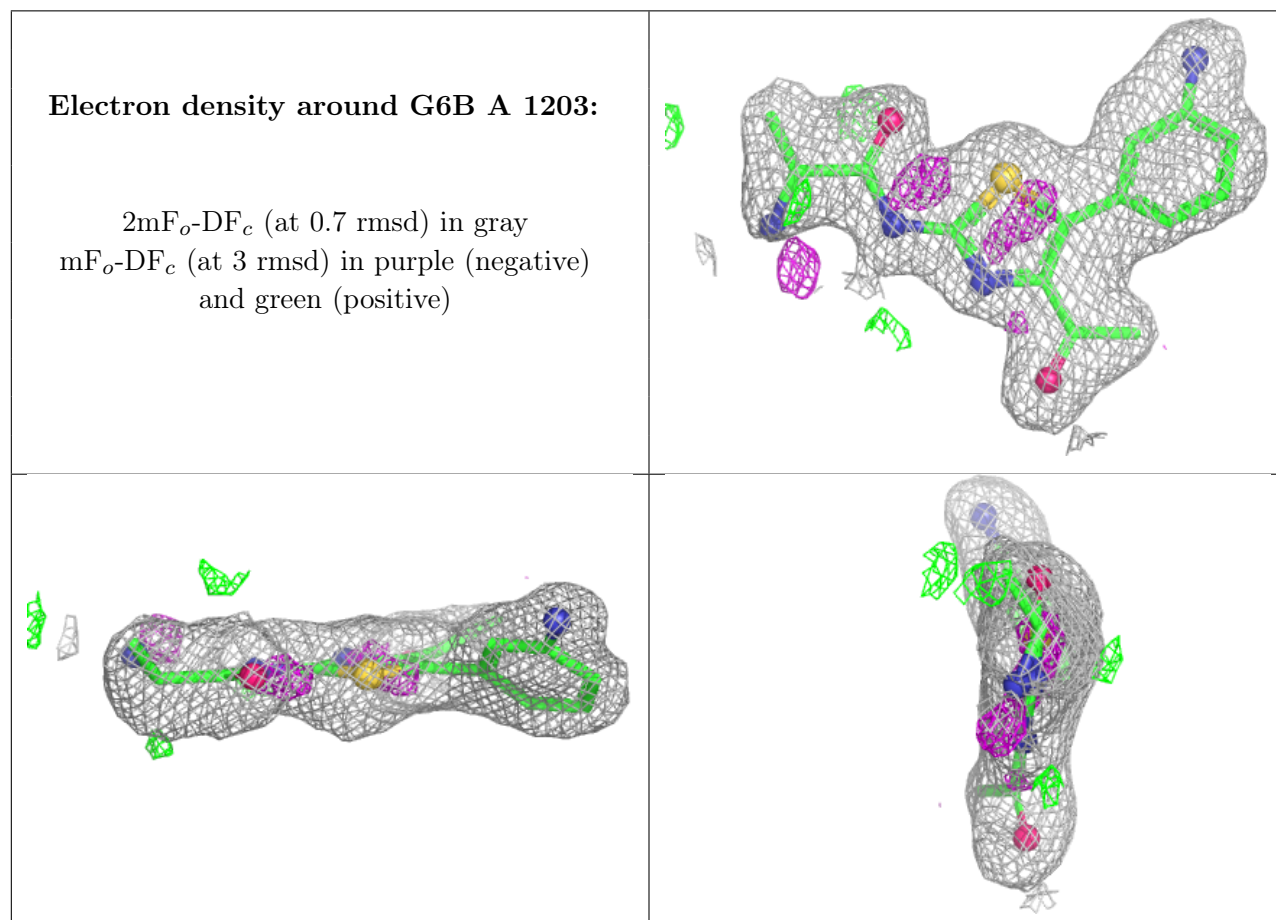 Electron density around G6B A 1203:
2mFo-DFc (at 0.7 rmsd) in gray
mFo-DFc (at 3 rmsd) in purple (negative)
and green (positive)